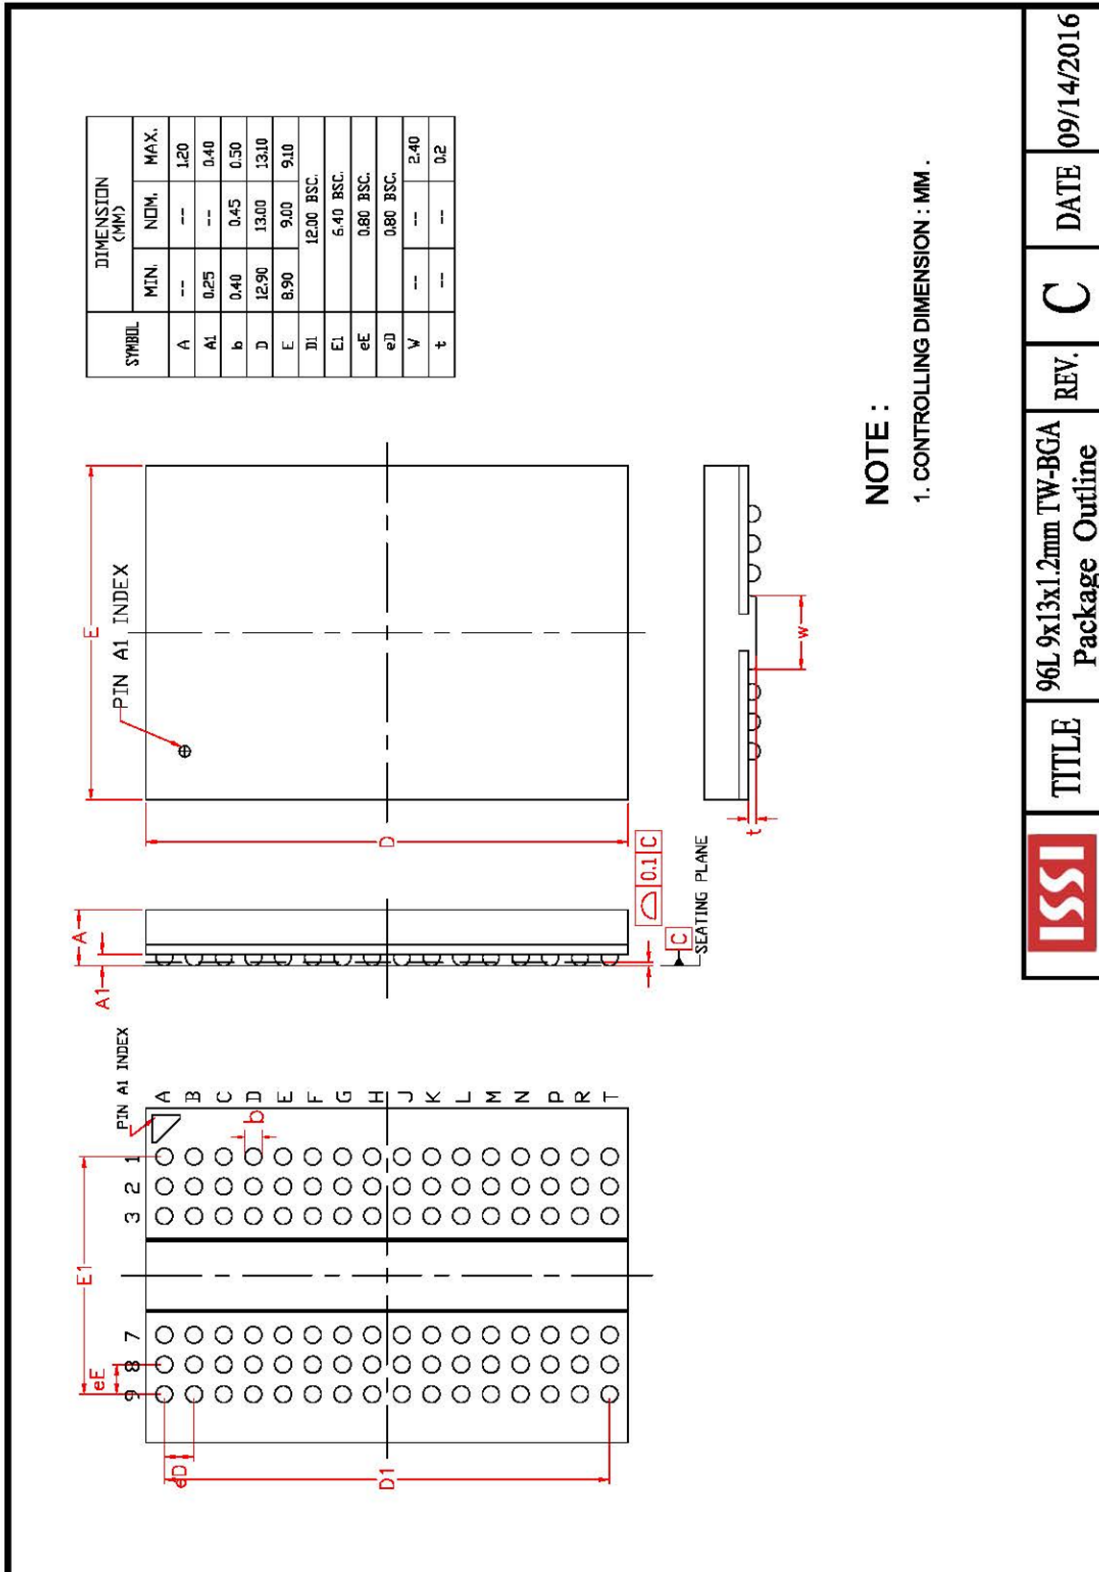 SYMBOL DIMENSION
(MM)
MIN. NOM. MAX.
A -- -- 1.20
A1 0.25 -- 0.40
b 0.40 0.45 0.50
D 12.90 13.00 13.10
E 8.90 9.00 9.10
D1 12.00 BSC.
E1 6.40 BSC.
eE 0.80 BSC.
eD 0.80 BSC.
W -- -- 2.40
t -- -- 0.2
E
PIN A1 INDEX
D
w
t
A
A1
0.1 C
C
SEATING PLANE
PIN A1 INDEX
E1
eE
9 8 7 3 2 1
A
B
C
D
E
F
G
H
J
K
L
M
N
P
R
T
b
eD
D1
NOTE :
1. CONTROLLING DIMENSION : MM .
ISSI
TITLE
96L 9x13x1.2mm TW-BGA
Package Outline
REV.
C
DATE
09/14/2016